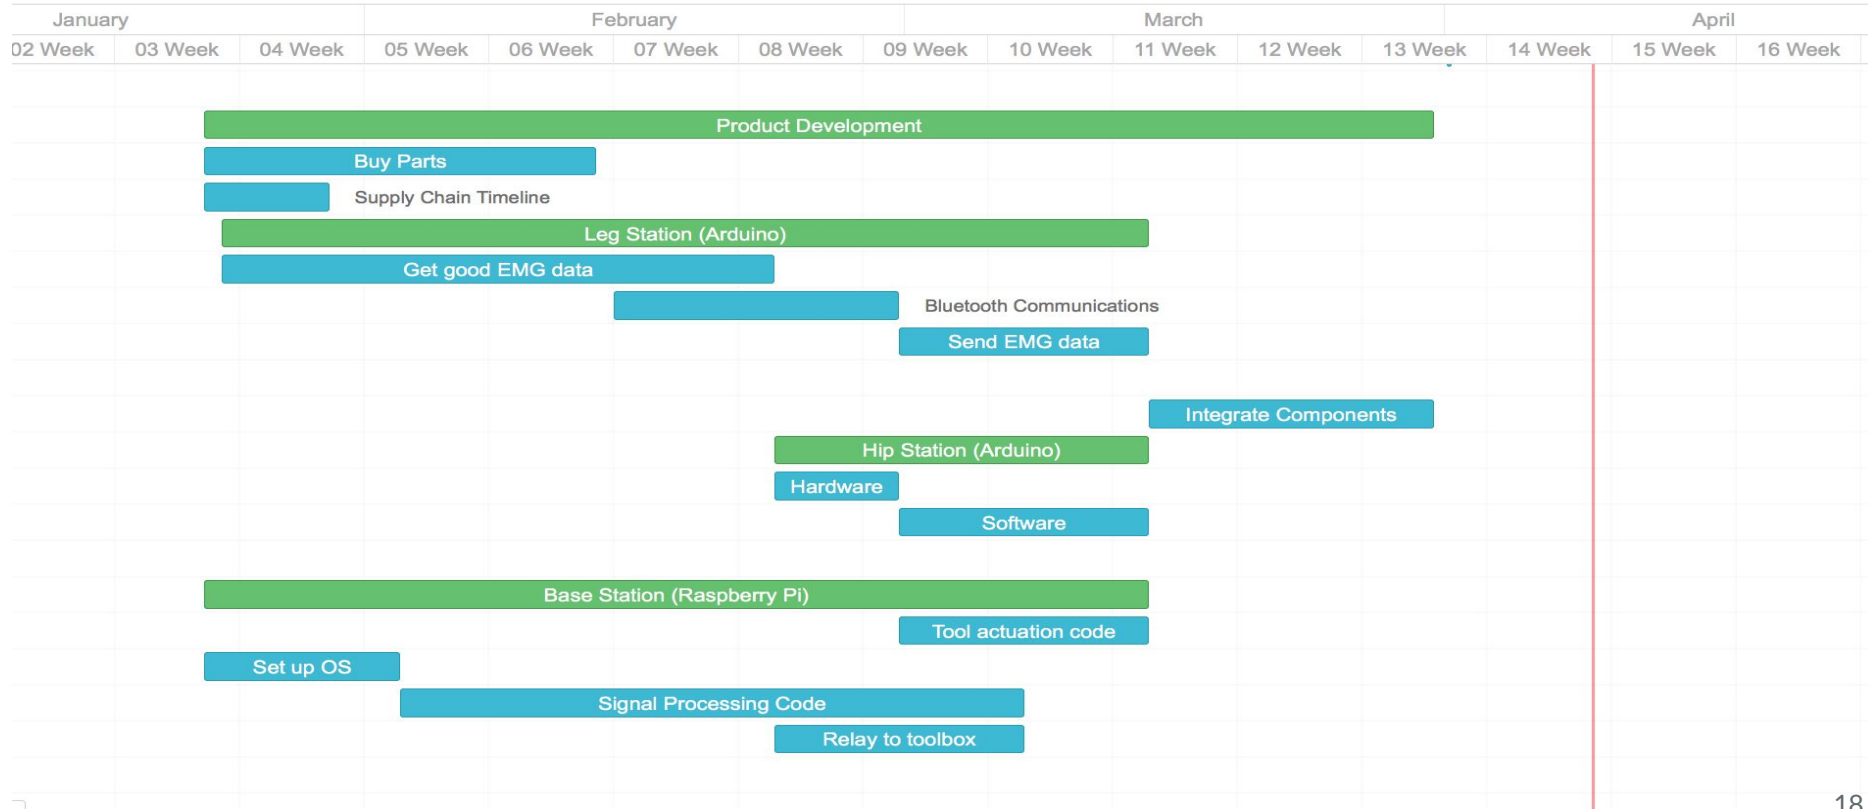 January February March April
02 Week 03 Week 04 Week 05 Week 06 Week 07 Week 08 Week 09 Week 10 Week 11 Week 12 Week 13 Week 14 Week 15 Week 16 Week
Product Development
Buy Parts
Supply Chain Timeline
Leg Station (Arduino)
Get good EMG data
Bluetooth Communications
Send EMG data
Integrate Components
Hip Station (Arduino)
Hardware
Software
Base Station (Raspberry Pi)
Tool actuation code
Set up OS
Signal Processing Code
Relay to toolbox
18